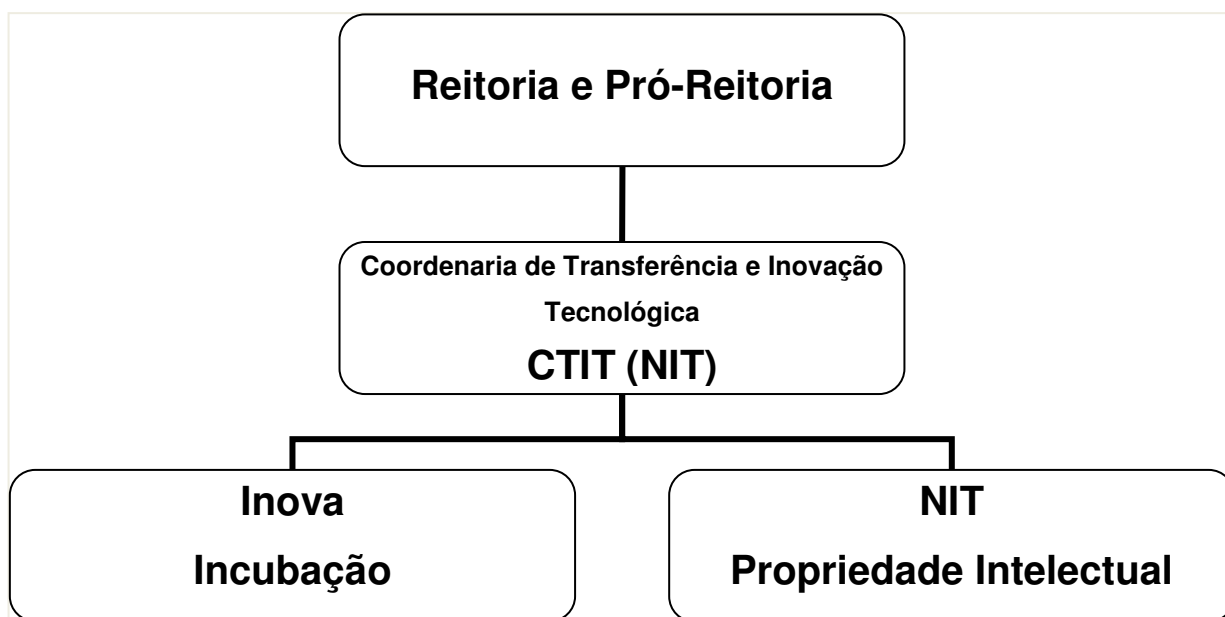 Reitoria e Pró-Reitoria
Coordenaria de Transferência e Inovação
Tecnológica
CTIT (NIT)
Inova
Incubação
NIT
Propriedade Intelectual